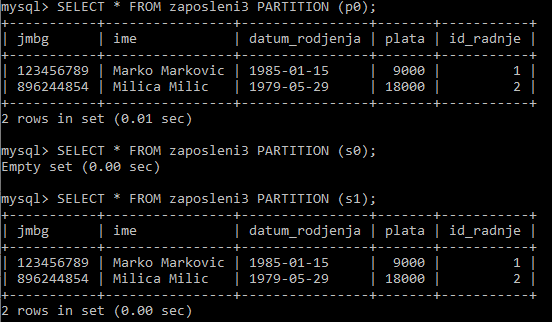 mysql> SELECT * FROM zaposleni3 PARTITION (p0);
+-----------+----------------+----------------+-------+-----------+
| jmbg      | ime            | datum_rodjenja | plata | id_radnje |
+-----------+----------------+----------------+-------+-----------+
| 123456789 | Marko Markovic | 1985-01-15     |  9000 |         1 |
| 896244854 | Milica Milic   | 1979-05-29     | 18000 |         2 |
+-----------+----------------+----------------+-------+-----------+
2 rows in set (0.01 sec)
mysql> SELECT * FROM zaposleni3 PARTITION (s0);
Empty set (0.00 sec)
mysql> SELECT * FROM zaposleni3 PARTITION (s1);
+-----------+----------------+----------------+-------+-----------+
| jmbg      | ime            | datum_rodjenja | plata | id_radnje |
+-----------+----------------+----------------+-------+-----------+
| 123456789 | Marko Markovic | 1985-01-15     |  9000 |         1 |
| 896244854 | Milica Milic   | 1979-05-29     | 18000 |         2 |
+-----------+----------------+----------------+-------+-----------+
2 rows in set (0.00 sec)